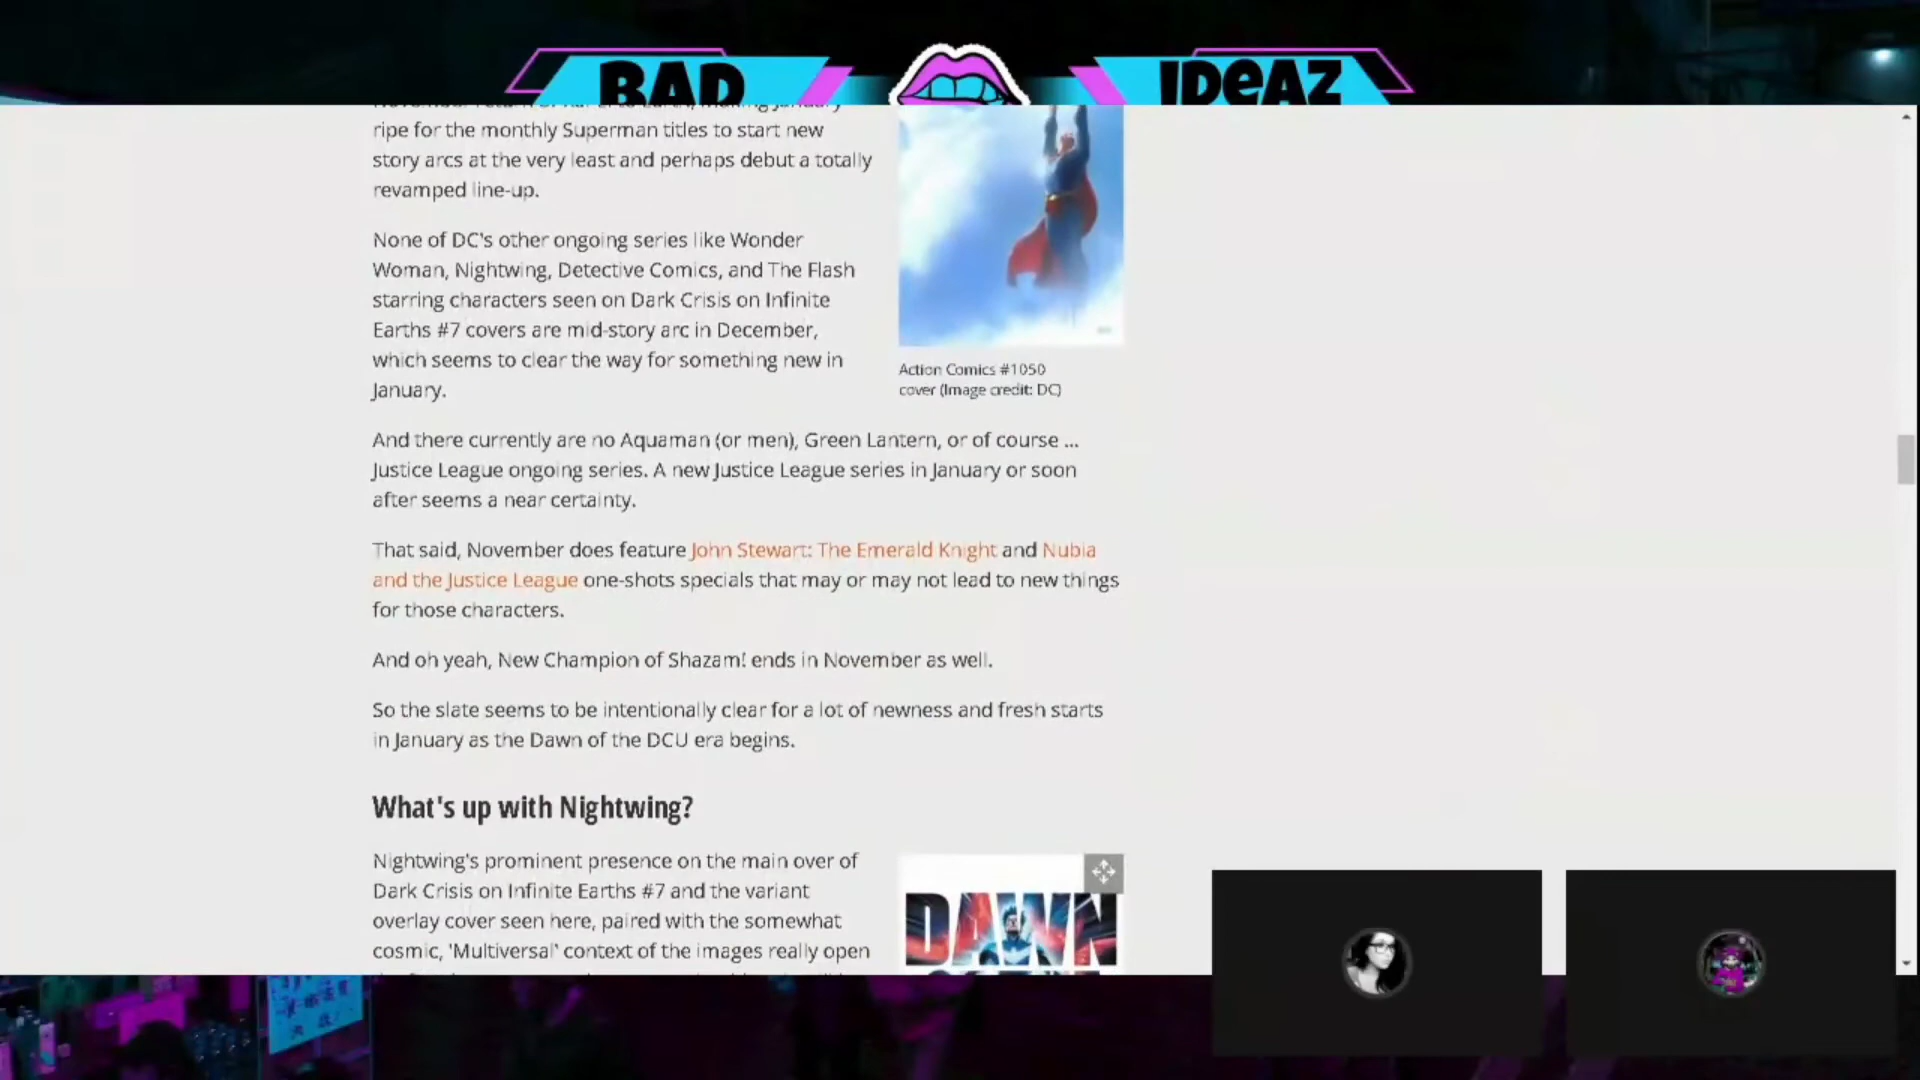 BAD IDeAZ
ripe for the monthly Superman titles to start new
story arcs at the very least and perhaps debut a totally
revamped line-up.
None of DC's other ongoing series like Wonder
Woman, Nightwing, Detective Comics, and The Flash
starring characters seen on Dark Crisis on Infinite
Earths #7 covers are mid-story arc in December,
which seems to clear the way for something new in
January.
Action Comics #1050
cover (Image credit: DC)
And there currently are no Aquaman (or men), Green Lantern, or of course ...
Justice League ongoing series. A new Justice League series in January or soon
after seems a near certainty.
That said, November does feature John Stewart: The Emerald Knight and Nubia
and the Justice League one-shots specials that may or may not lead to new things
for those characters.
And oh yeah, New Champion of Shazam! ends in November as well.
So the slate seems to be intentionally clear for a lot of newness and fresh starts
in January as the Dawn of the DCU era begins.
What's up with Nightwing?
Nightwing's prominent presence on the main over of
Dark Crisis on Infinite Earths #7 and the variant
overlay cover seen here, paired with the somewhat
cosmic, 'Multiversal' context of the images really open
DAWN